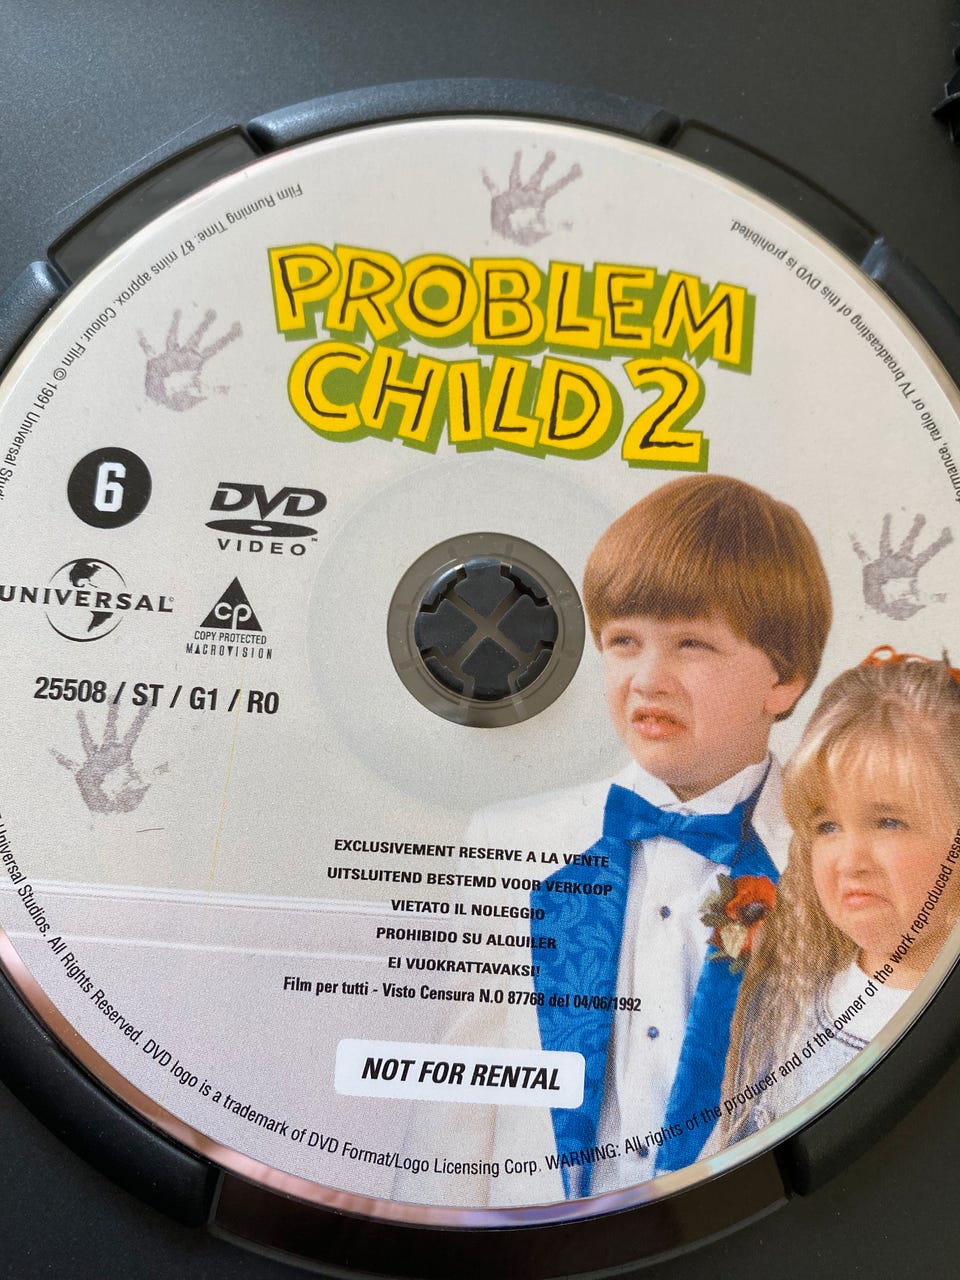 PROBLEM
CHILD 2
6
DVD
VIDEO™
UNIVERSAL®
cp
COPY PROTECTED
MACROVISION
25508 / ST / G1 / R0
EXCLUSIVEMENT RESERVE A LA VENTE
UITSLUITEND BESTEMD VOOR VERKOOP
VIETATO IL NOLEGGIO
PROHIBIDO SU ALQUILER
EI VUOKRATTAVAKSI!
Film per tutti - Visto Censura N.O 87768 del 04/06/1992
NOT FOR RENTAL
Film Running Time: 87 mins approx. Colour. Film © 1991 Universal
Universal Studios. All Rights Reserved. DVD logo is a trademark of DVD Format/Logo Licensing Corp. WARNING: All rights of the producer and of the owner of the work reproduced
radio or TV broadcasting of this DVD is prohibited.